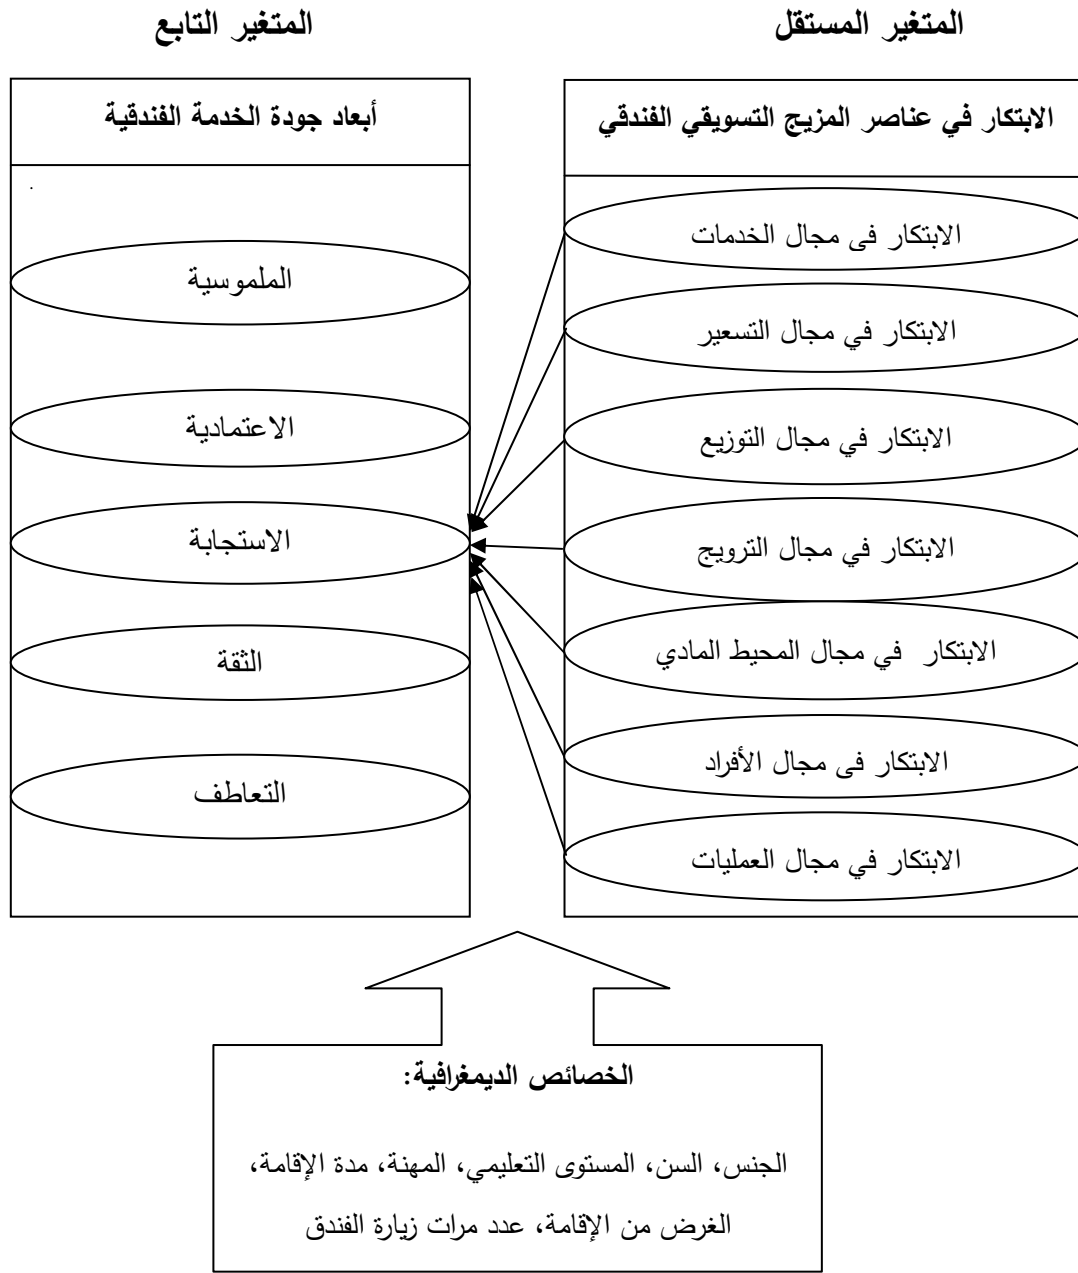 المتغير المستقل
المتغير التابع
الابتكار في عناصر المزيج التسويقي الفندقي
الابتكار فى مجال الخدمات
الابتكار في مجال التسعير
الابتكار في مجال التوزيع
الابتكار في مجال الترويج
الابتكار في مجال المحيط المادي
الابتكار فى مجال الأفراد
الابتكار في مجال العمليات
أبعاد جودة الخدمة الفندقية
الملموسية
الاعتمادية
الاستجابة
الثقة
التعاطف
الخصائص الديمغرافية:
الجنس، السن، المستوى التعليمي، المهنة، مدة الإقامة،
الغرض من الإقامة، عدد مرات زيارة الفندق